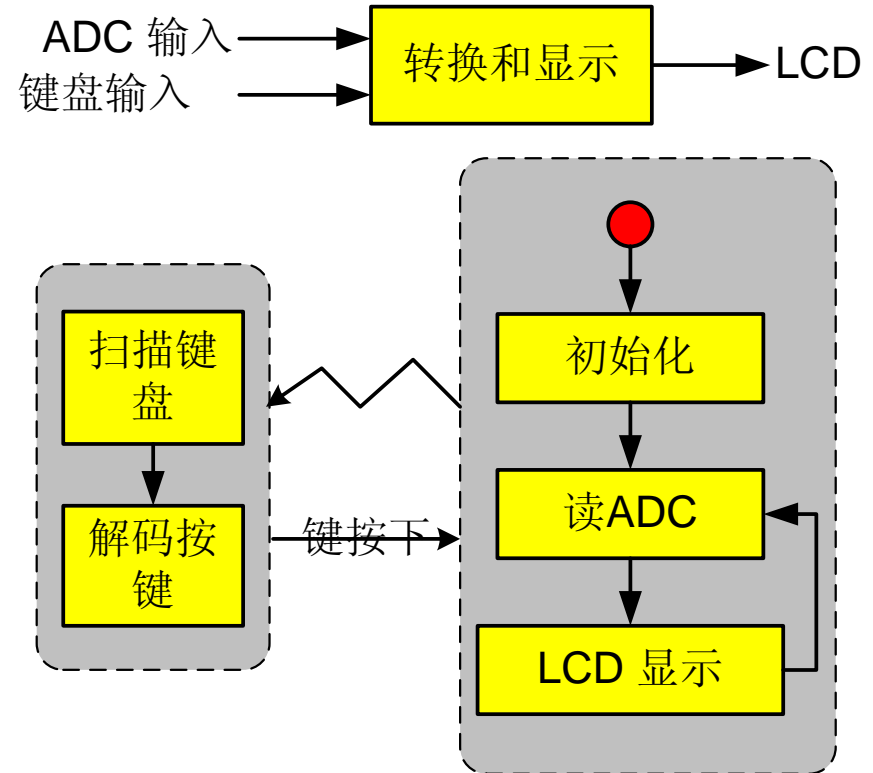 ADC 输入
键盘输入
转换和显示
LCD
扫描键
盘
解码按
键
键按下
初始化
读ADC
LCD 显示